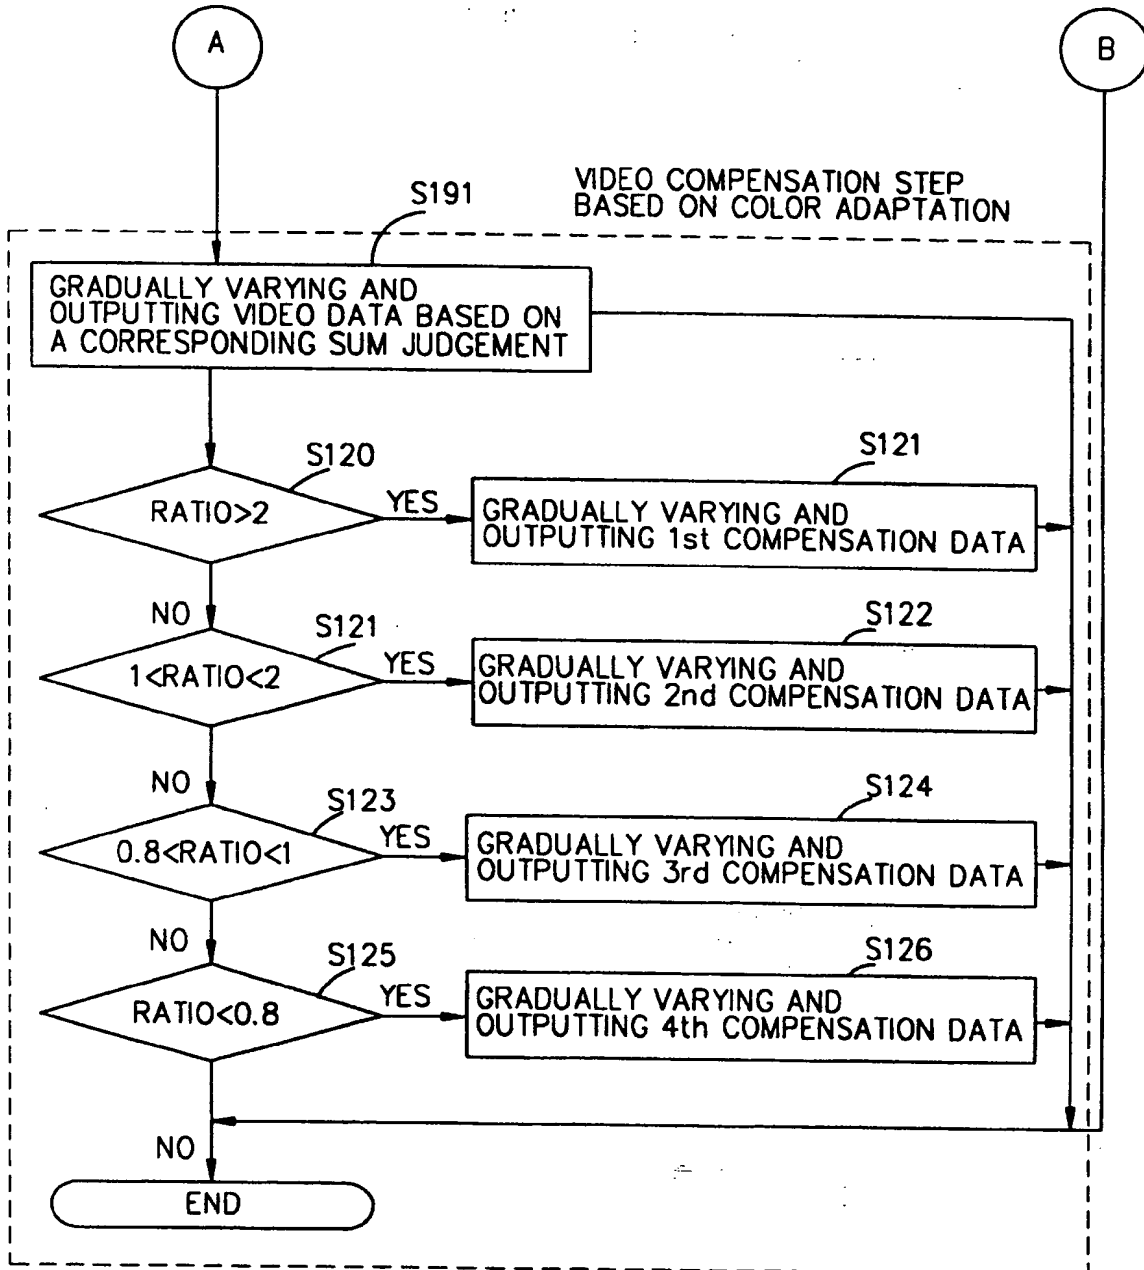 A
B
VIDEO COMPENSATION STEP
BASED ON COLOR ADAPTATION
S191
GRADUALLY VARYING AND
OUTPUTTING VIDEO DATA BASED ON
A CORRESPONDING SUM JUDGEMENT
S120
RATIO>2
YES
S121
GRADUALLY VARYING AND
OUTPUTTING 1st COMPENSATION DATA
NO
S121
1<RATIO<2
YES
S122
GRADUALLY VARYING AND
OUTPUTTING 2nd COMPENSATION DATA
NO
S123
0.8<RATIO<1
YES
S124
GRADUALLY VARYING AND
OUTPUTTING 3rd COMPENSATION DATA
NO
S125
RATIO<0.8
YES
S126
GRADUALLY VARYING AND
OUTPUTTING 4th COMPENSATION DATA
NO
END